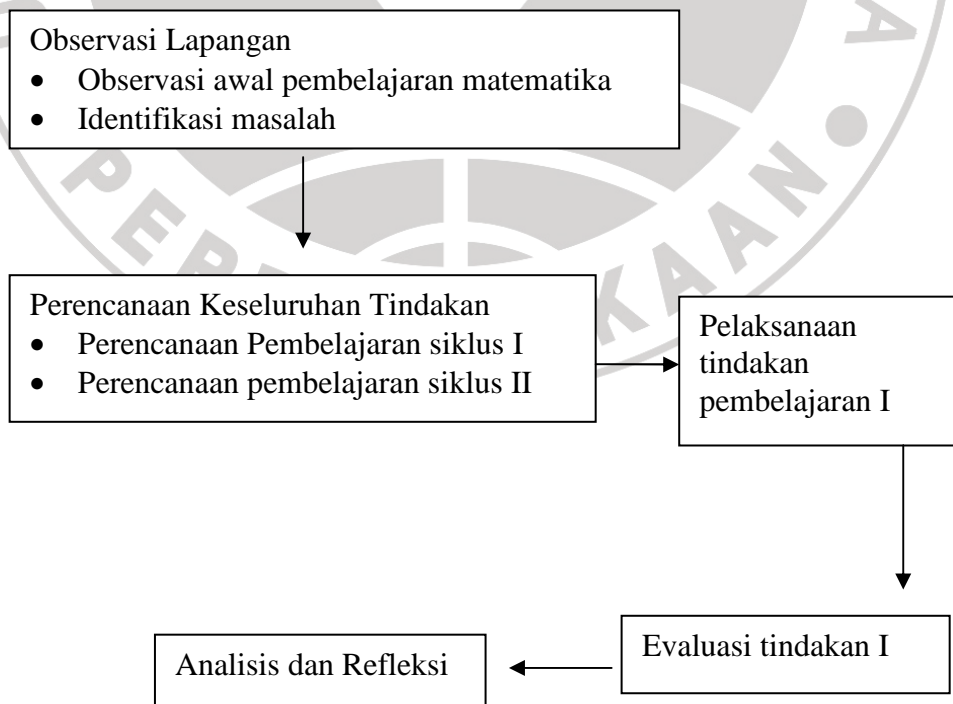 Observasi Lapangan
• Observasi awal pembelajaran matematika
• Identifikasi masalah
Perencanaan Keseluruhan Tindakan
• Perencanaan Pembelajaran siklus I
• Perencanaan pembelajaran siklus II
Pelaksanaan
tindakan
pembelajaran I
Evaluasi tindakan I
Analisis dan Refleksi